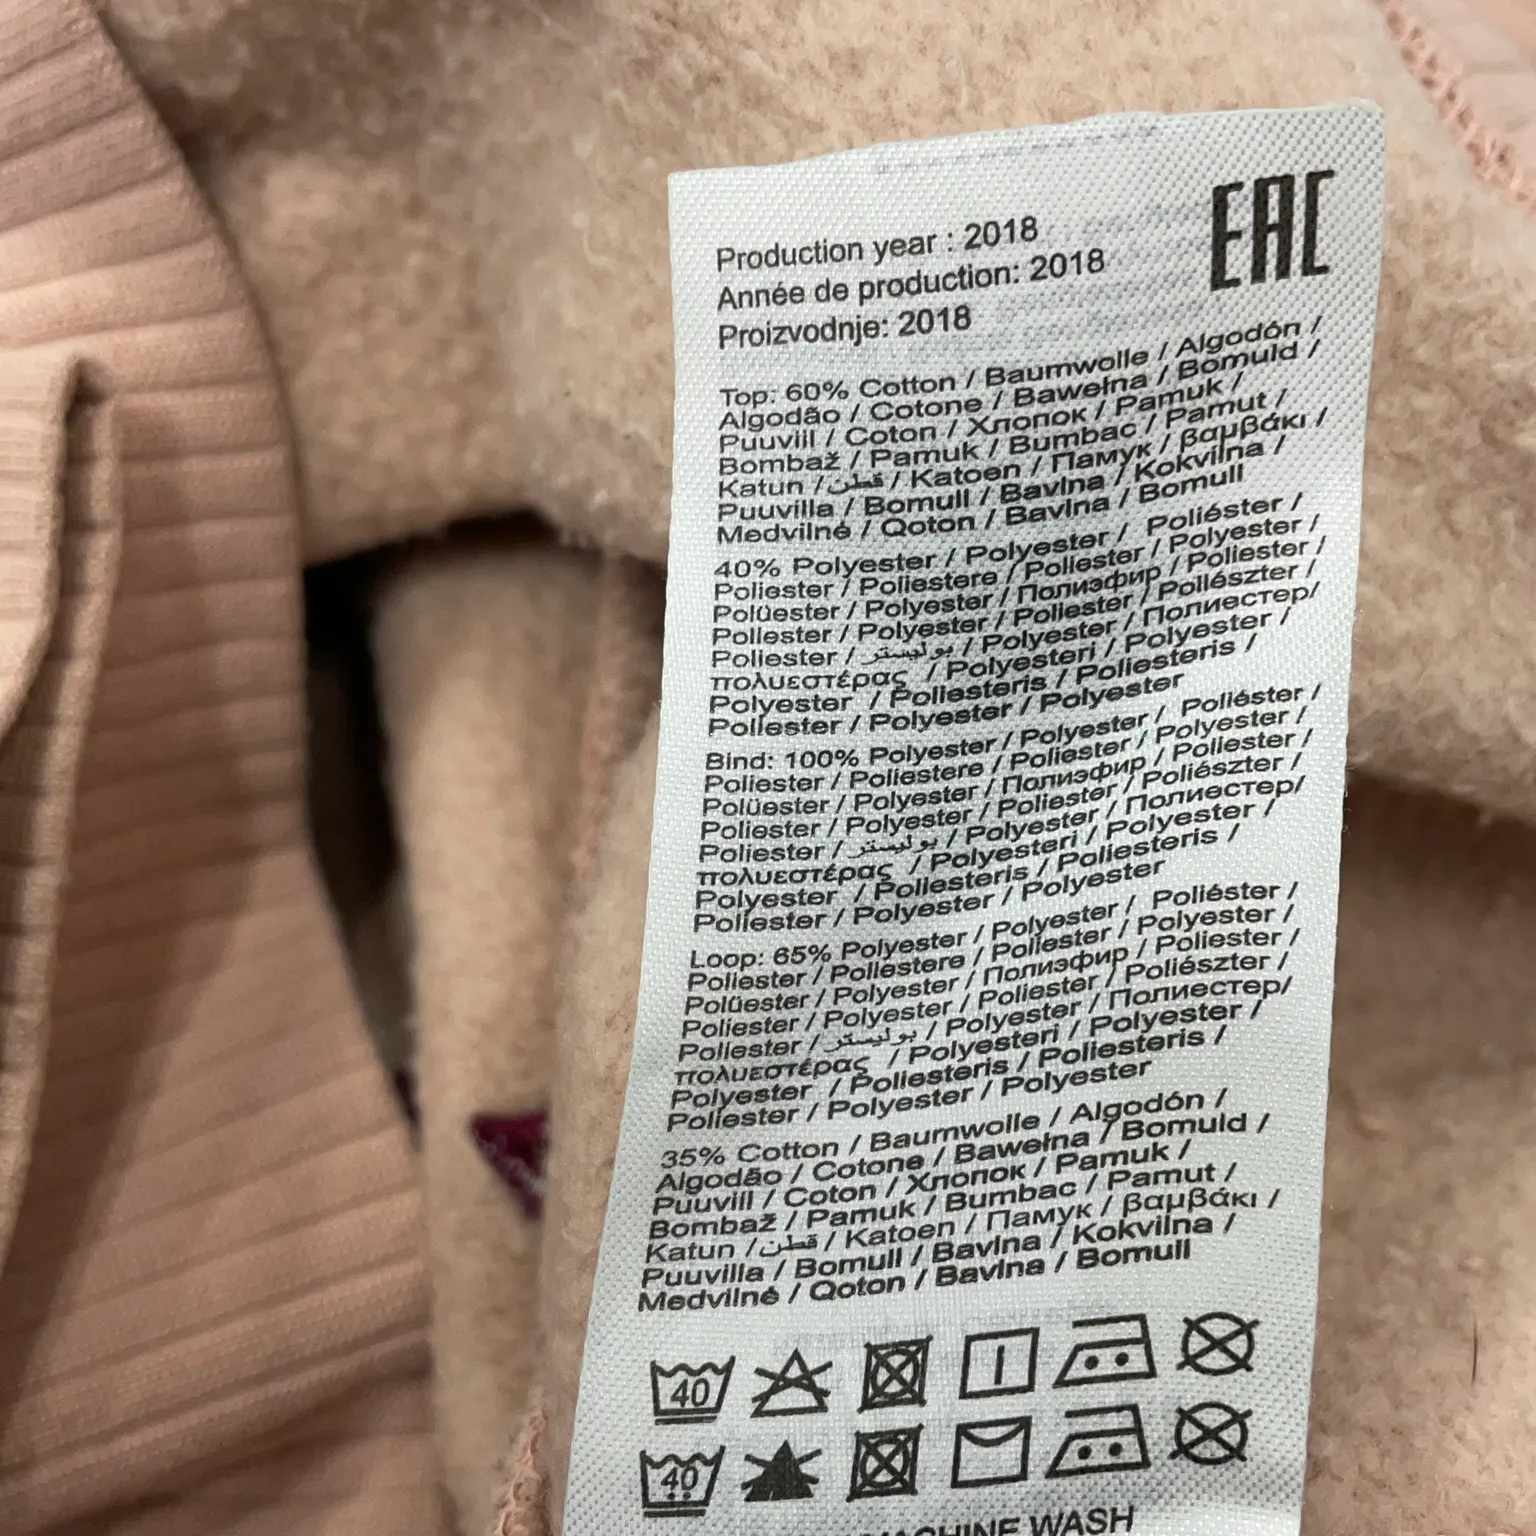 EAC
Production year : 2018
Année de production: 2018
Proizvodnje: 2018
Top: 60% Cotton / Baumwolle / Algodón /
Algodão / Cotone / Bawełna / Bomuld /
Puuvill / Coton / Хлопок / Pamuk /
Bombaž / Pamuk / Bumbac / Pamut /
Katun / قطن / Katoen / Памук / βαμβάκι /
Puuvilla / Bomull / Bavlna / Kokvilna /
Medvilné / Qoton / Bavlna / Bomull
40% Polyester / Polyester / Poliéster /
Poliester / Poliestere / Poliester / Polyester /
Polüester / Polyester / Полиэфир / Poliester /
Poliester / Polyester / Poliester / Poliészter /
Poliester / بوليستر / Polyester / Полиестер/
πολυεστέρας / Polyesteri / Polyester /
Polyester / Poliesteris / Poliesteris /
Poliester / Polyester / Polyester
Bind: 100% Polyester / Polyester / Poliéster /
Poliester / Poliestere / Poliester / Polyester /
Polüester / Polyester / Полиэфир / Poliester /
Poliester / Polyester / Poliester / Poliészter /
Poliester / بوليستر / Polyester / Полиестер/
πολυεστέρας / Polyesteri / Polyester /
Polyester / Poliesteris / Poliesteris /
Poliester / Polyester / Polyester
Loop: 65% Polyester / Polyester / Poliéster /
Poliester / Poliestere / Poliester / Polyester /
Polüester / Polyester / Полиэфир / Poliester /
Poliester / Polyester / Poliester / Poliészter /
Poliester / بوليستر / Polyester / Полиестер/
πολυεστέρας / Polyesteri / Polyester /
Polyester / Poliesteris / Poliesteris /
Poliester / Polyester / Polyester
35% Cotton / Baumwolle / Algodón /
Algodão / Cotone / Bawełna / Bomuld /
Puuvill / Coton / Хлопок / Pamuk /
Bombaž / Pamuk / Bumbac / Pamut /
Katun / قطن / Katoen / Памук / βαμβάκι /
Puuvilla / Bomull / Bavlna / Kokvilna /
Medvilné / Qoton / Bavlna / Bomull
40
40
MACHINE WASH